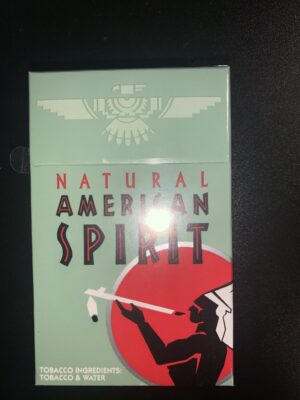 NATURAL
AMERICAN
SPIRIT
TOBACCO INGREDIENTS:
TOBACCO & WATER